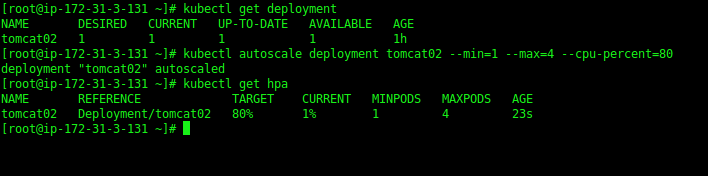 [root@ip-172-31-3-131 ~]# kubectl get deployment
NAME       DESIRED   CURRENT   UP-TO-DATE   AVAILABLE   AGE
tomcat02   1         1         1            1           1h
[root@ip-172-31-3-131 ~]# kubectl autoscale deployment tomcat02 --min=1 --max=4 --cpu-percent=80
deployment "tomcat02" autoscaled
[root@ip-172-31-3-131 ~]# kubectl get hpa
NAME       REFERENCE             TARGET    CURRENT   MINPODS   MAXPODS   AGE
tomcat02   Deployment/tomcat02   80%       1%        1         4         23s
[root@ip-172-31-3-131 ~]#